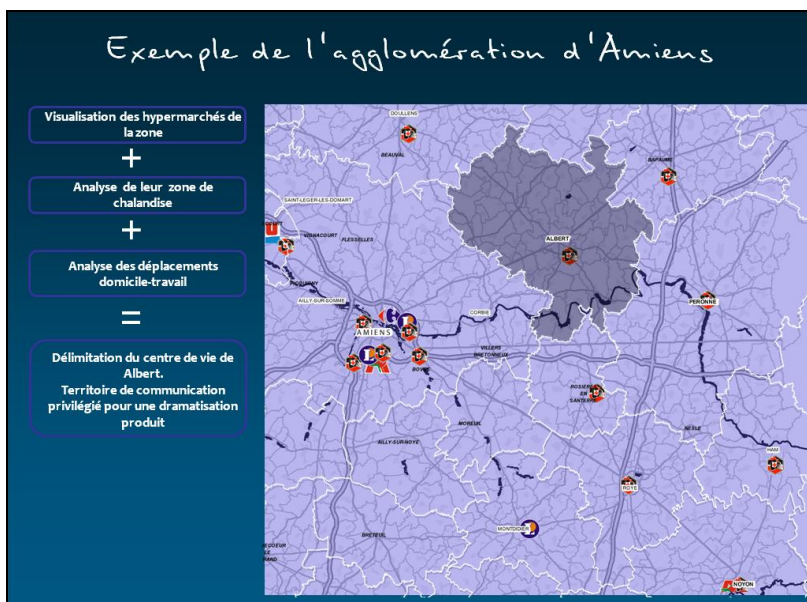 Exemple de l'agglomération d'Amiens
Visualisation des hypermarchés de
la zone
+
Analyse de leur zone de
chalandise
+
Analyse des déplacements
domicile-travail
=
Délimitation du centre de vie de
Albert.
Territoire de communication
privilégié pour une dramatisation
produit
DOULLENS
BEAUVAL
BAPAUME
SAINT-LEGER-LES-DOMART
VIGNACOURT
FLESSELLES
ALBERT
PICQUIGNY
AILLY-SUR-SOMME
CORBIE
PERONNE
AMIENS
VILLERS
BRETONNEUX
BOVES
ROSIERES
EN
SANTERRE
MOREUIL
AILLY-SUR-NOYE
NESLE
HAM
ROYE
MONTDIDIER
BRETEUIL
NOYON